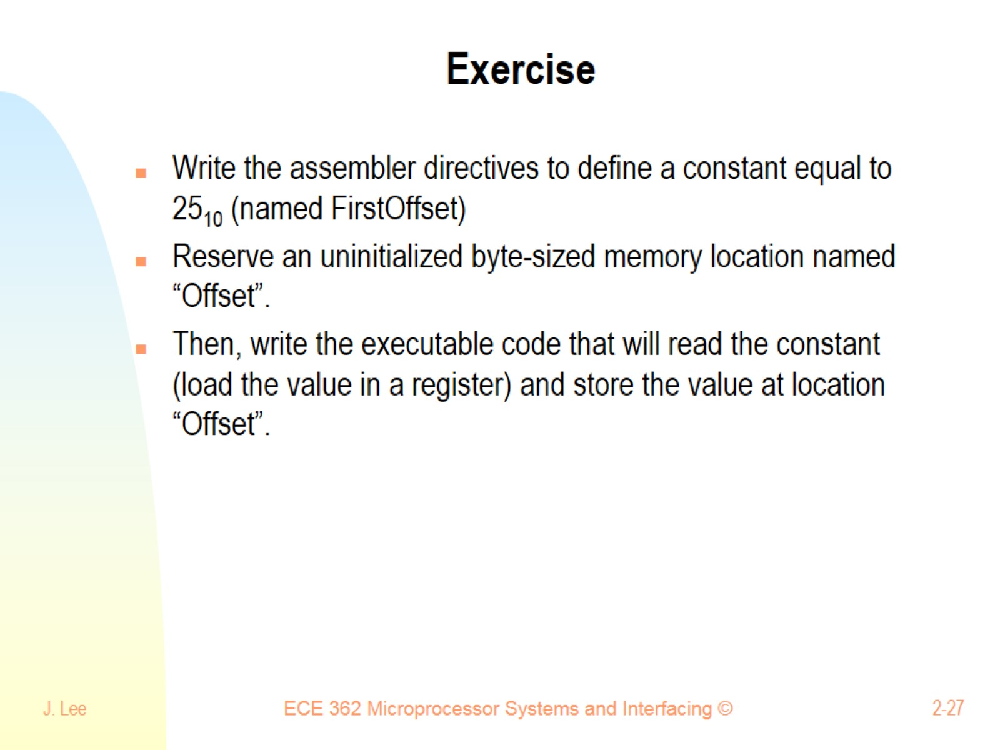 Exercise
Write the assembler directives to define a constant equal to
25₁₀ (named FirstOffset)
Reserve an uninitialized byte-sized memory location named
“Offset”.
Then, write the executable code that will read the constant
(load the value in a register) and store the value at location
“Offset”.
J. Lee
ECE 362 Microprocessor Systems and Interfacing ©
2-27